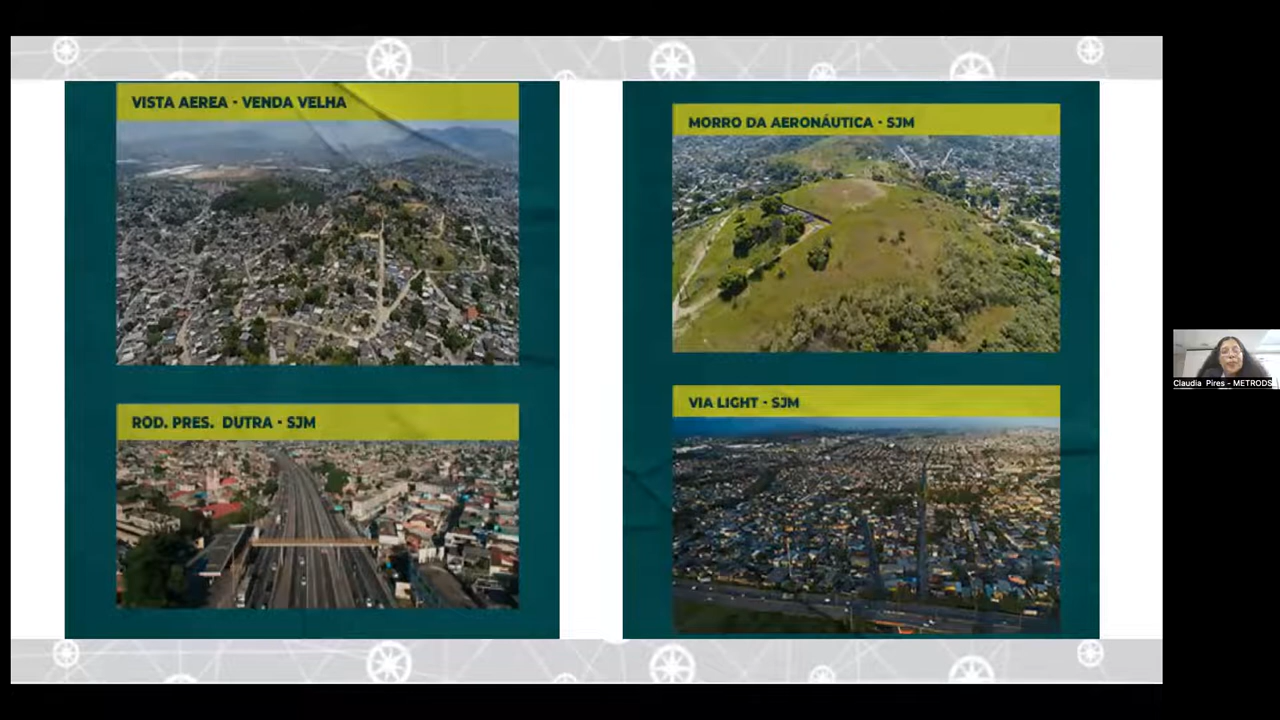 VISTA AEREA · VENDA VELHA
ROD. PRES. DUTRA · SJM
MORRO DA AERONÁUTICA · SJM
VIA LIGHT · SJM
Claudia Pires - METRODS